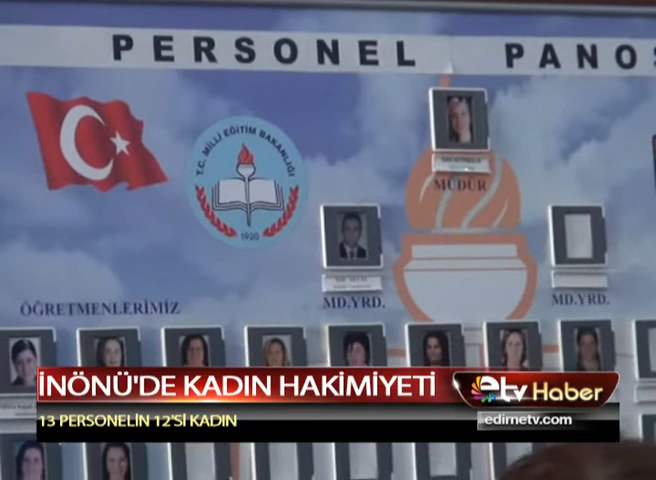 PERSONEL PANOS
T.C. MİLLİ EĞİTİM BAKANLIĞI
1920
MÜDÜR
MD.YRD.
MD.YRD.
ÖĞRETMENLERİMİZ
İNÖNÜ'DE KADIN HAKİMİYETİ
13 PERSONELİN 12'Sİ KADIN
etv Haber
edirnetv.com